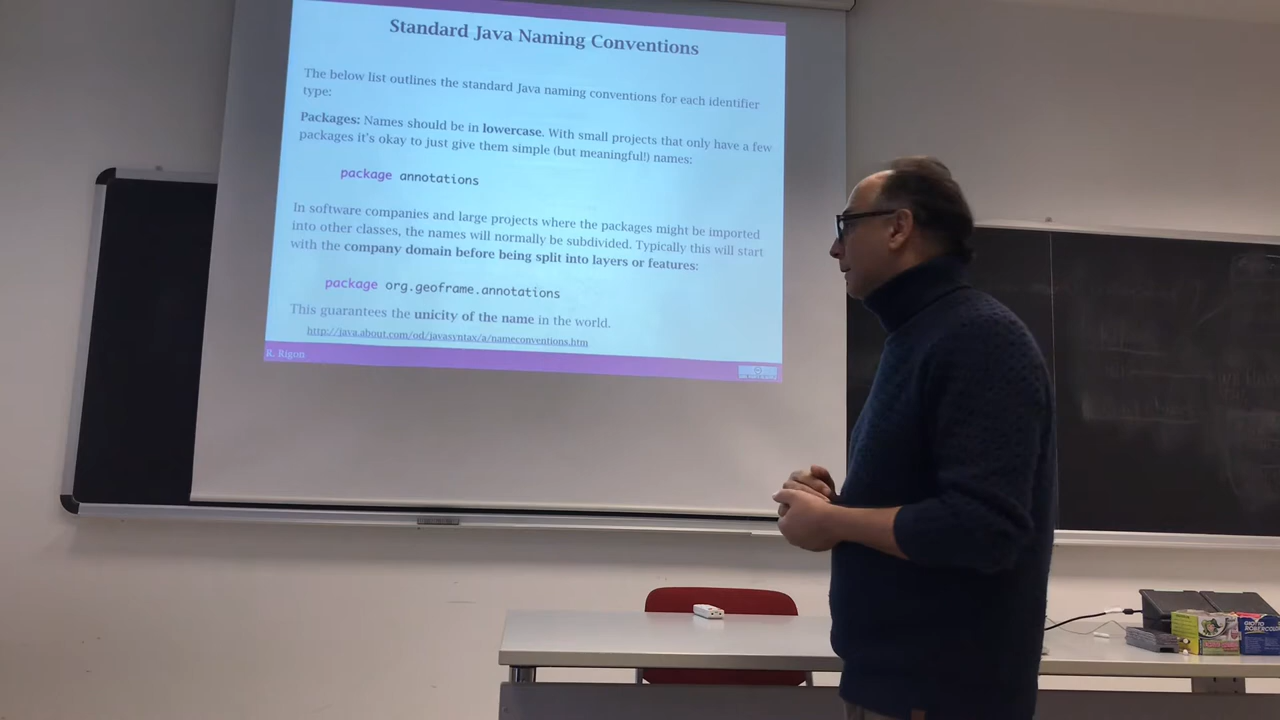 Standard Java Naming Conventions
The below list outlines the standard Java naming conventions for each identifier
type:
Packages: Names should be in lowercase. With small projects that only have a few
packages it's okay to just give them simple (but meaningful!) names:
package annotations
In software companies and large projects where the packages might be imported
into other classes, the names will normally be subdivided. Typically this will start
with the company domain before being split into layers or features:
package org.geoframe.annotations
This guarantees the unicity of the name in the world.
http://java.about.com/od/javasyntax/a/nameconventions.htm
R. Rigon
GIOTTO
ROBERCOLOR